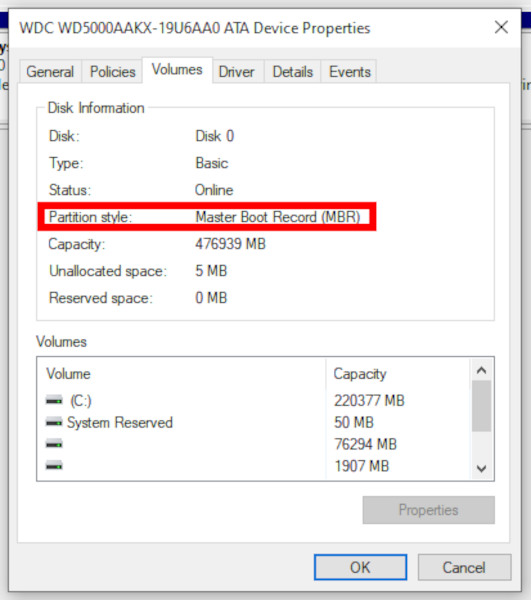 WDC WD5000AAKX-19U6AA0 ATA Device Properties
General Policies Volumes Driver Details Events
Disk Information
Disk: Disk 0
Type: Basic
Status: Online
Partition style: Master Boot Record (MBR)
Capacity: 476939 MB
Unallocated space: 5 MB
Reserved space: 0 MB
Volumes
Volume Capacity
(C:) 220377 MB
System Reserved 50 MB
76294 MB
1907 MB
Properties
OK Cancel